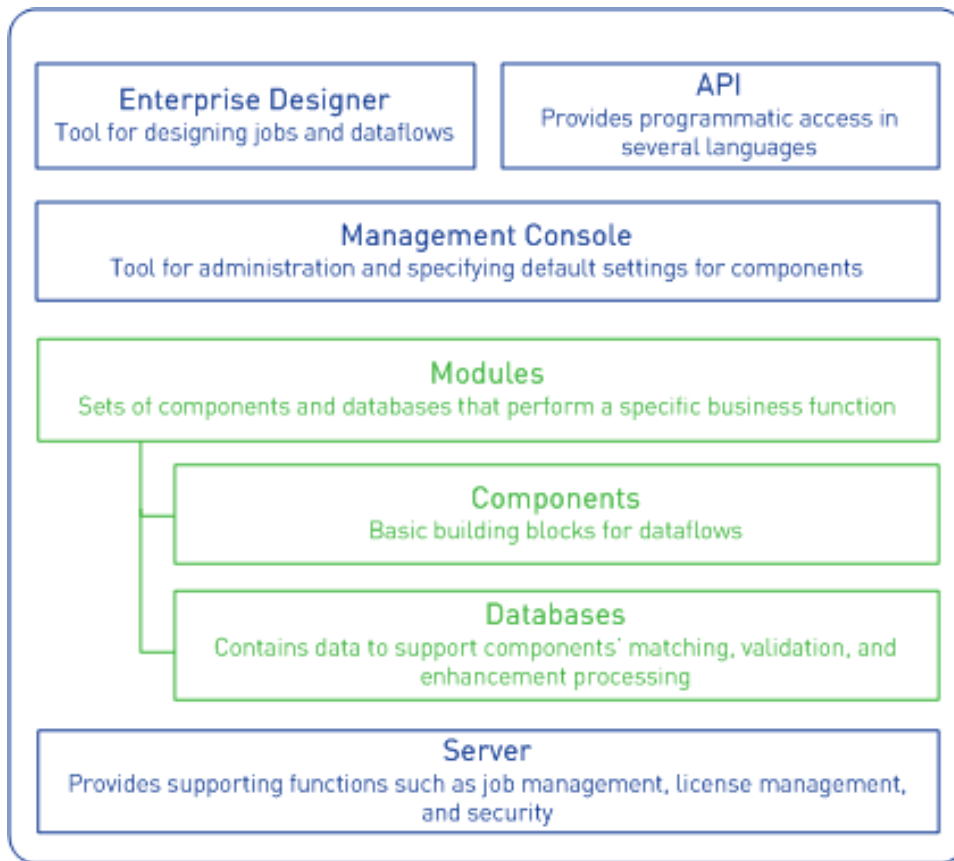 Enterprise Designer
Tool for designing jobs and dataflows
API
Provides programmatic access in
several languages
Management Console
Tool for administration and specifying default settings for components
Modules
Sets of components and databases that perform a specific business function
Components
Basic building blocks for dataflows
Databases
Contains data to support components' matching, validation, and
enhancement processing
Server
Provides supporting functions such as job management, license management,
and security